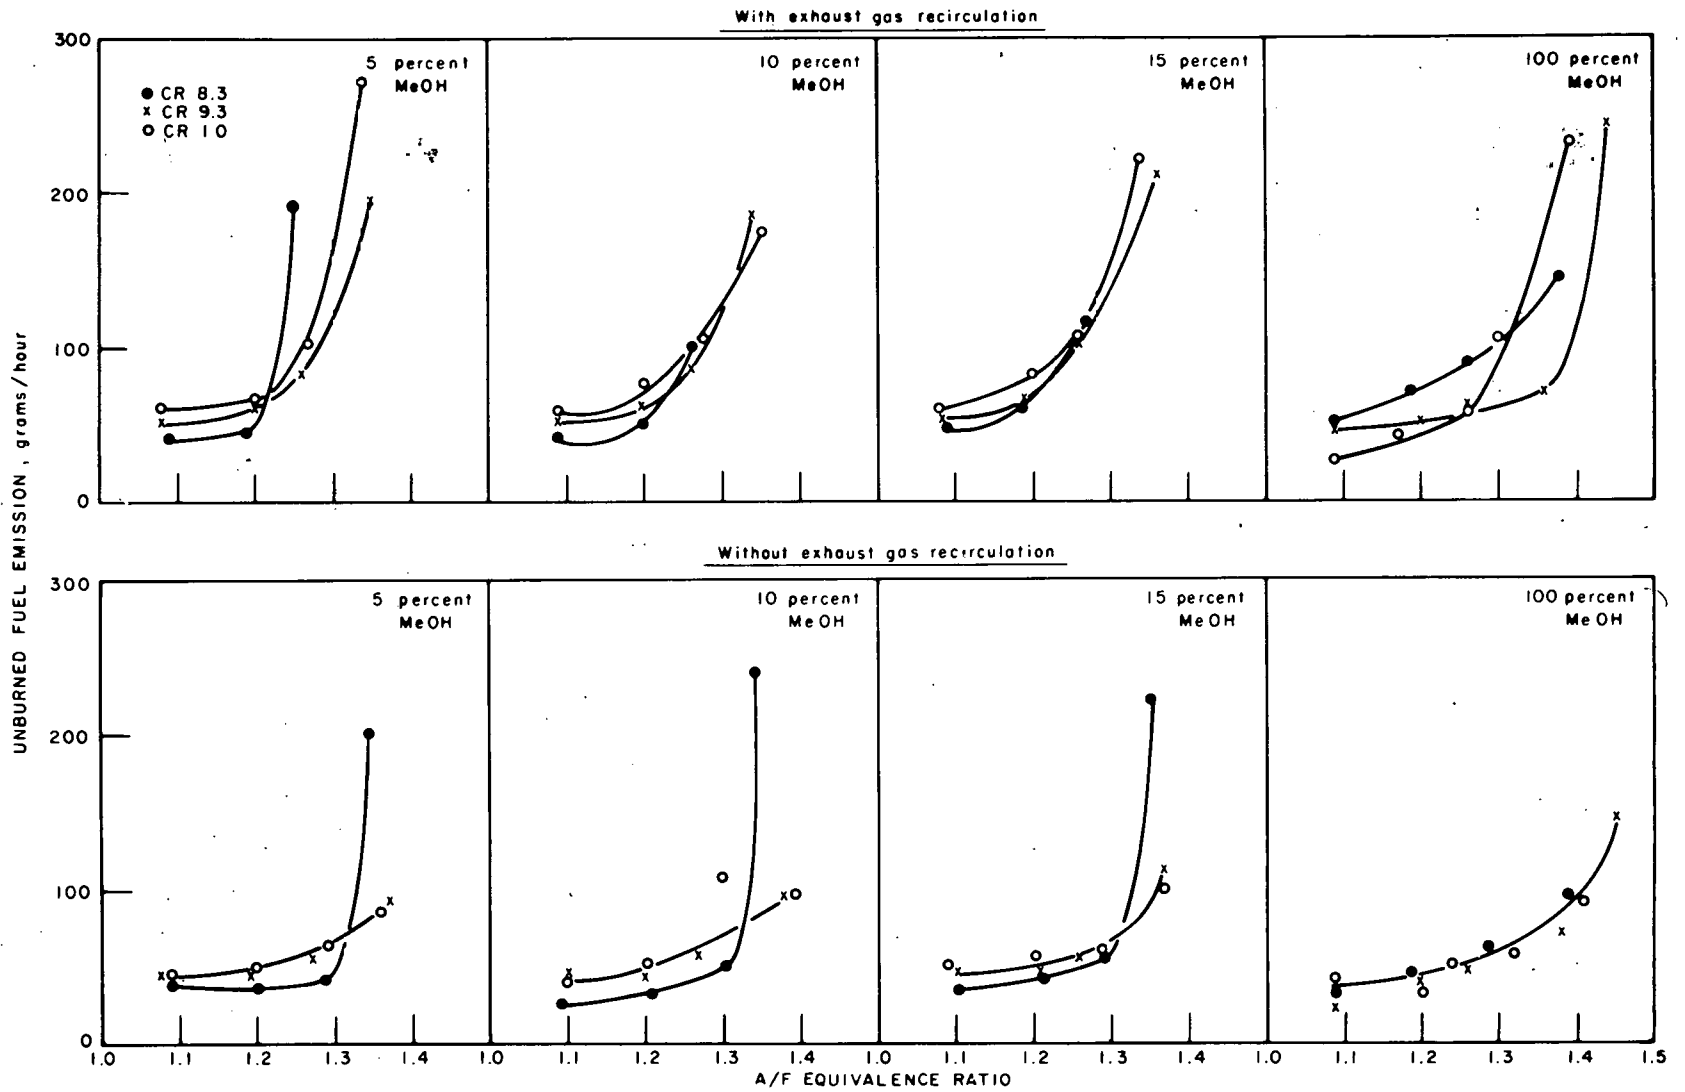 With exhaust gas recirculation
300
200
100
0
5 percent
MeOH
● CR 8.3
x CR 9.3
o CR 10
10 percent
MeOH
15 percent
MeOH
100 percent
MeOH
UNBURNED FUEL EMISSION, grams/hour
Without exhaust gas recirculation
300
200
100
0
5 percent
MeOH
10 percent
MeOH
15 percent
MeOH
100 percent
MeOH
1.0 1.1 1.2 1.3 1.4 1.0 1.1 1.2 1.3 1.4 1.0 1.1 1.2 1.3 1.4 1.0 1.1 1.2 1.3 1.4 1.5
A/F EQUIVALENCE RATIO